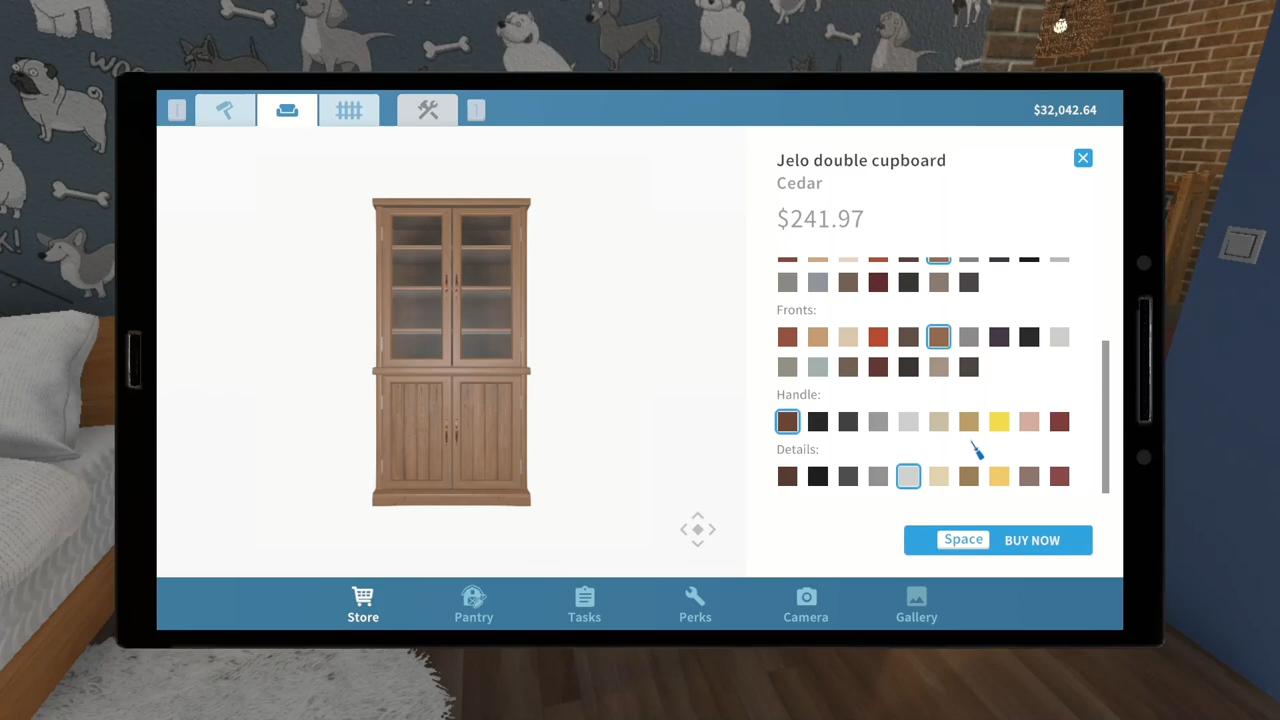 WOO
K!
$32,042.64
Jelo double cupboard
Cedar
$241.97
Fronts:
Handle:
Details:
Space BUY NOW
Store
Pantry
Tasks
Perks
Camera
Gallery